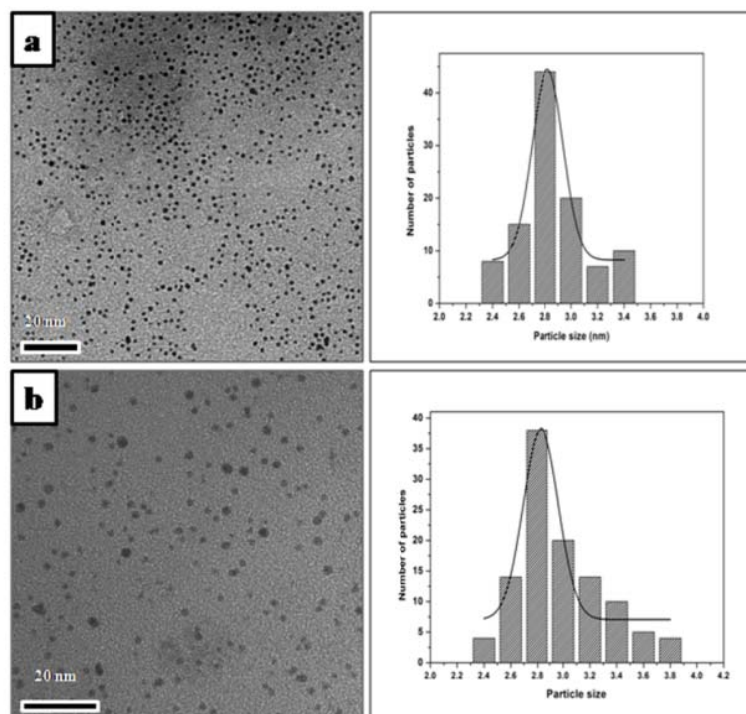 a
20 nm
Number of particles
40
30
20
10
0
2.0 2.2 2.4 2.6 2.8 3.0 3.2 3.4 3.6 3.8 4.0
Particle size (nm)
b
20 nm
Number of particles
40
35
30
25
20
15
10
5
0
2.0 2.2 2.4 2.6 2.8 3.0 3.2 3.4 3.6 3.8 4.0 4.2
Particle size